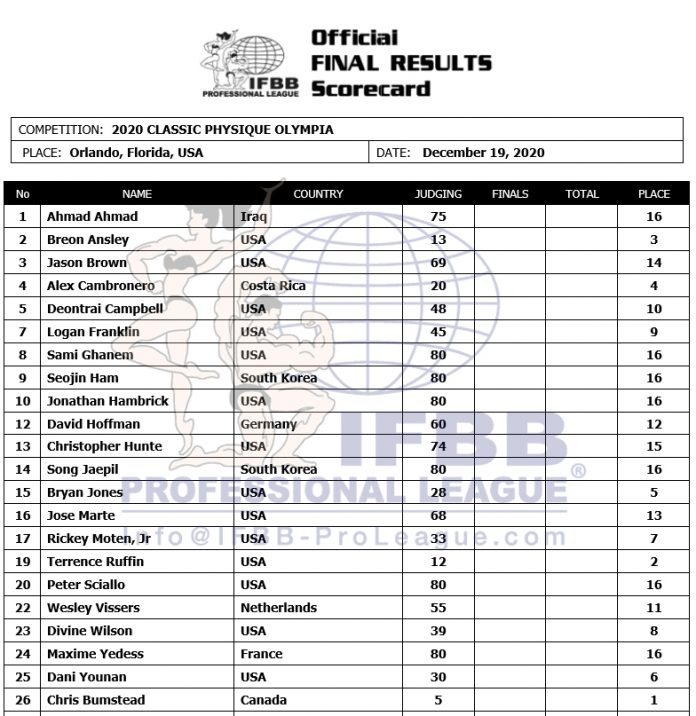 Official
FINAL RESULTS
Scorecard
IFBB
PROFESSIONAL LEAGUE
COMPETITION: 2020 CLASSIC PHYSIQUE OLYMPIA
PLACE: Orlando, Florida, USA DATE: December 19, 2020
No NAME COUNTRY JUDGING FINALS TOTAL PLACE
1 Ahmad Ahmad Iraq 75 16
2 Breon Ansley USA 13 3
3 Jason Brown USA 69 14
4 Alex Cambronero Costa Rica 20 4
5 Deontrai Campbell USA 48 10
7 Logan Franklin USA 45 9
8 Sami Ghanem USA 80 16
9 Seojin Ham South Korea 80 16
10 Jonathan Hambrick USA 80 16
12 David Hoffman Germany 60 12
13 Christopher Hunte USA 74 15
14 Song Jaepil South Korea 80 16
15 Bryan Jones USA 28 5
16 Jose Marte USA 68 13
17 Rickey Moten, Jr USA 33 7
19 Terrence Ruffin USA 12 2
20 Peter Sciallo USA 80 16
22 Wesley Vissers Netherlands 55 11
23 Divine Wilson USA 39 8
24 Maxime Yedess France 80 16
25 Dani Younan USA 30 6
26 Chris Bumstead Canada 5 1
IFBB
PROFESSIONAL LEAGUE®
Info@IFBB-ProLeague.com